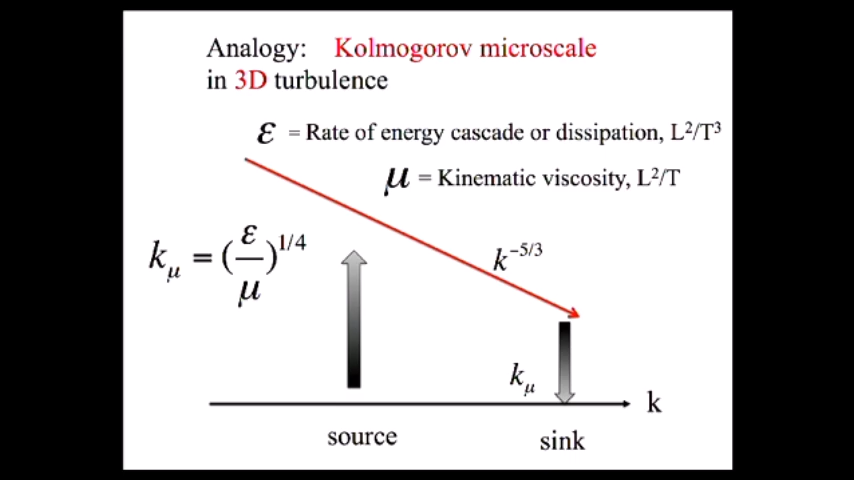 Analogy: Kolmogorov microscale
in 3D turbulence
ε = Rate of energy cascade or dissipation, L²/T³
μ = Kinematic viscosity, L²/T
k_μ = (ε/μ)^1/4
k^−5/3
k_μ
k
source
sink